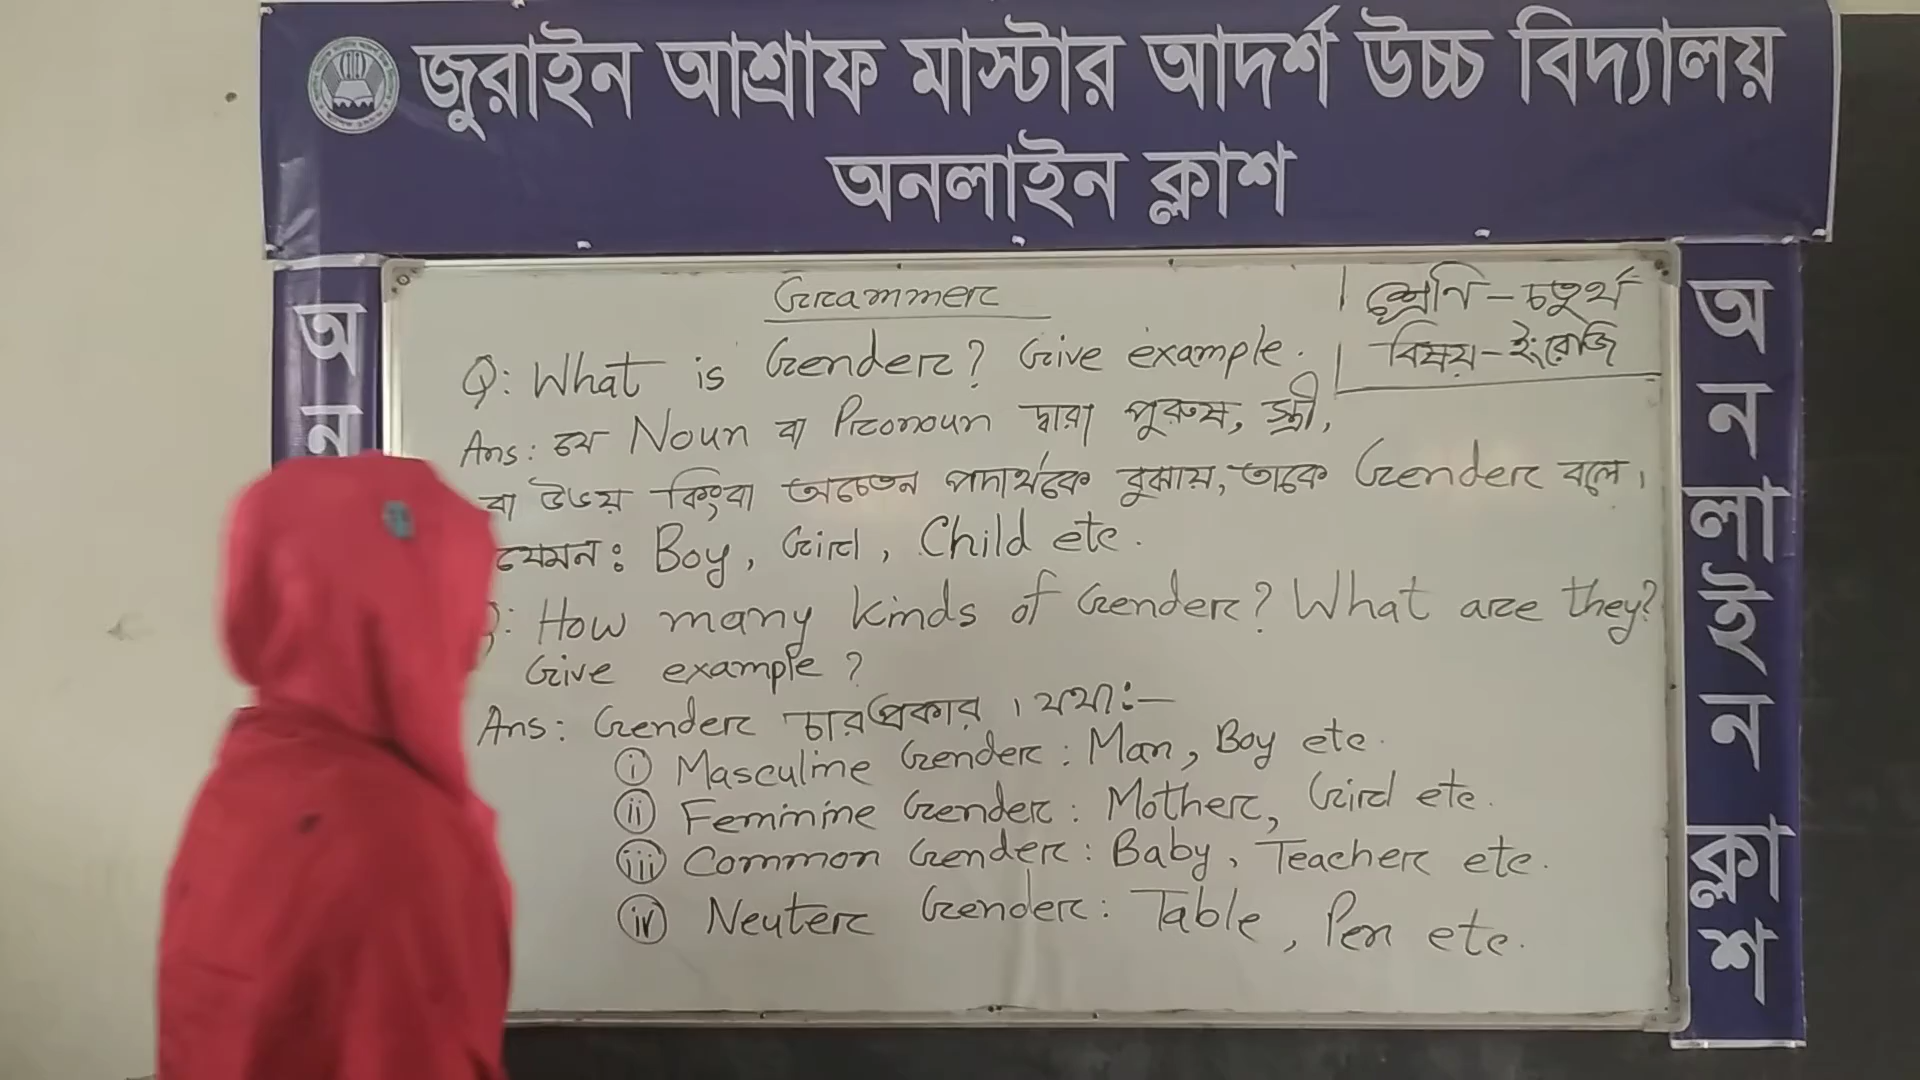 জুরাইন আশ্রাফ মাস্টার আদর্শ উচ্চ বিদ্যালয়
অনলাইন ক্লাশ
Grammer
শ্রেণি - চতুর্থ
বিষয় - ইংরেজি
Q: What is Gender? Give example.
Ans: যে Noun বা Pronoun দ্বারা পুরুষ, স্ত্রী,
বা উভয় কিংবা অচেতন পদার্থকে বুঝায়, তাকে Gender বলে।
যেমন: Boy, Girl, Child etc.
Q: How many kinds of Gender? What are they?
Give example?
Ans: Gender চার প্রকার। যথা:-
(i) Masculine Gender: Man, Boy etc.
(ii) Feminine Gender: Mother, Girl etc.
(iii) Common Gender: Baby, Teacher etc.
(iv) Neuter Gender: Table, Pen etc.
অন
অনলাইন ক্লাশ